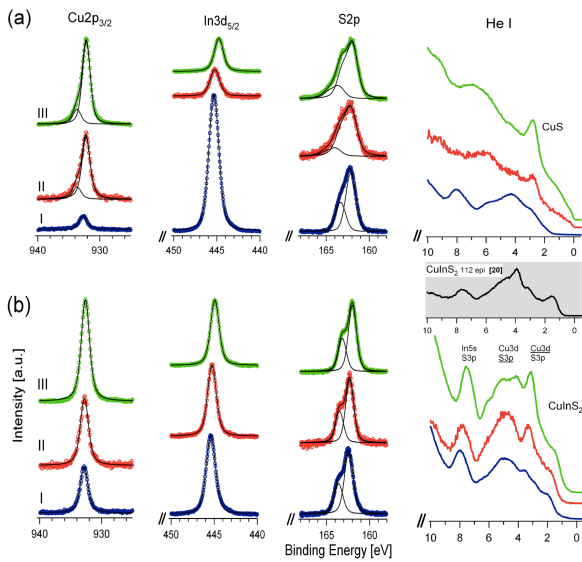 Cu2p3/2 In3d5/2 S2p He I
(a)
III
II
I
CuS
940 935
450 445 440
165 160
10 8 6 4 2 0
CuInS2 112 epi [20]
10 8 6 4 2 0
(b)
In5s Cu3d Cu3d
S3p S3p S3p
CuInS2
III
II
I
Intensity [a.u.]
940 935
450 445 440
165 160
10 8 6 4 2 0
// // //
Binding Energy [eV]